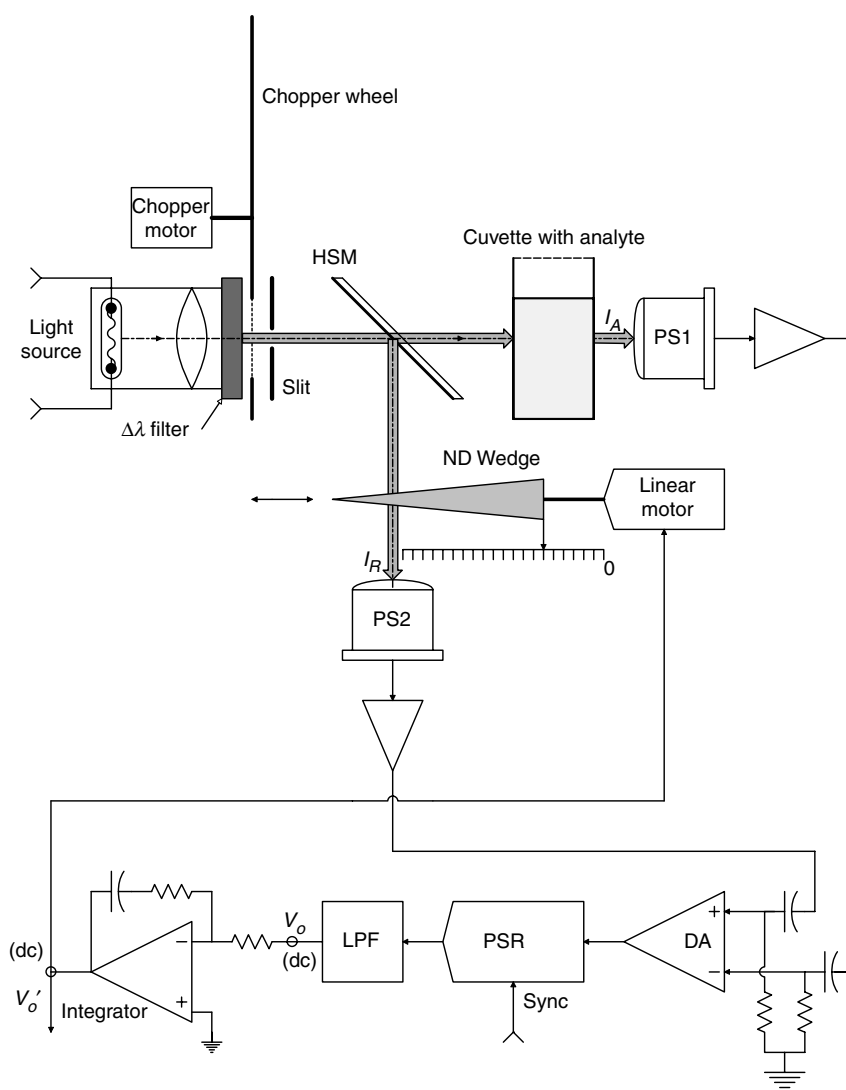 Chopper wheel
Chopper
motor
Cuvette with analyte
HSM
Light
source
I_A
PS1
Slit
Δλ filter
ND Wedge
Linear
motor
I_R
0
PS2
V_o
(dc)
LPF
PSR
DA
+
−
Sync
(dc)
V_o'
Integrator
−
+